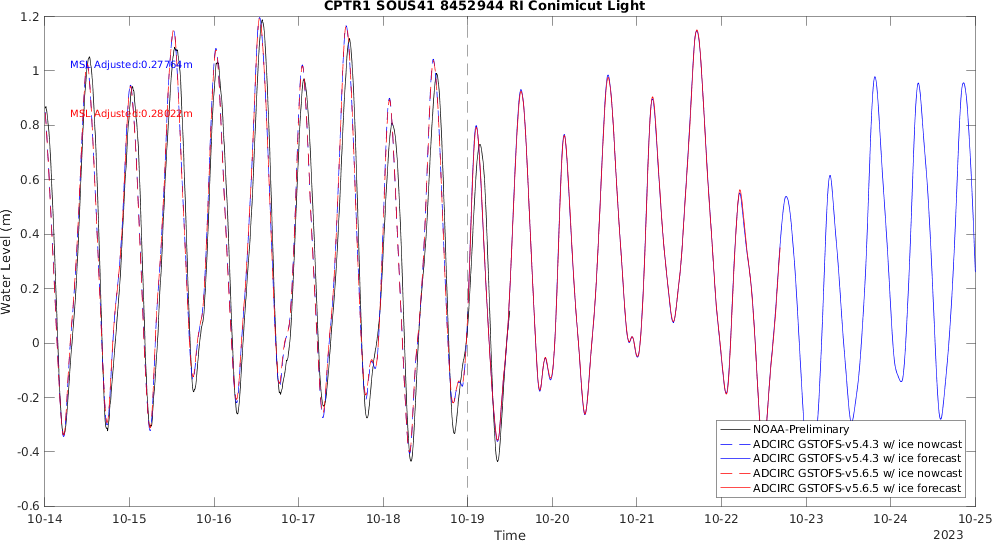 CPTR1 SOUS41 8452944 RI Conimicut Light
1.2
1
0.8
0.6
0.4
0.2
0
-0.2
-0.4
-0.6
Water Level (m)
MSL Adjusted:0.27764m
MSL Adjusted:0.28022m
NOAA-Preliminary
ADCIRC GSTOFS-v5.4.3 w/ ice nowcast
ADCIRC GSTOFS-v5.4.3 w/ ice forecast
ADCIRC GSTOFS-v5.6.5 w/ ice nowcast
ADCIRC GSTOFS-v5.6.5 w/ ice forecast
10-14 10-15 10-16 10-17 10-18 10-19 10-20 10-21 10-22 10-23 10-24 10-25
Time
2023